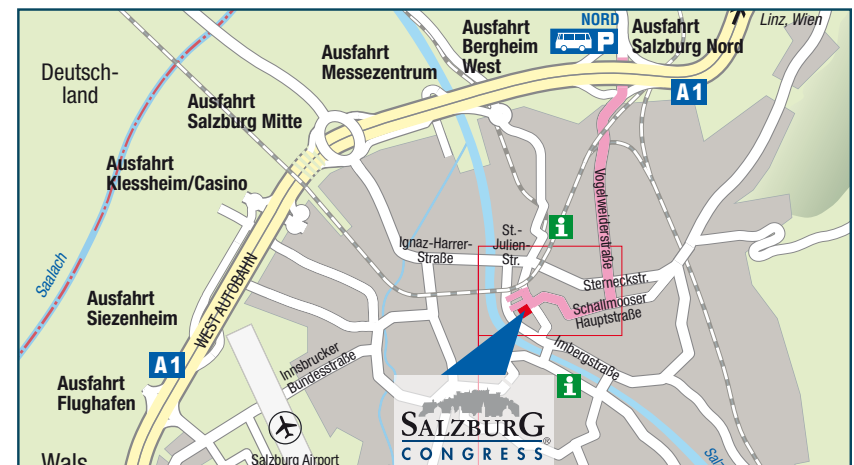 NORD
P
Linz, Wien
Ausfahrt
Bergheim
West
Ausfahrt
Salzburg Nord
Ausfahrt
Messezentrum
Deutsch-
land
A1
Ausfahrt
Salzburg Mitte
Ausfahrt
Klessheim/Casino
Vogelweiderstraße
i
St.-
Julien-
Str.
Ignaz-Harrer-
Straße
Saalach
WEST AUTOBAHN
Sterneckstr.
Ausfahrt
Siezenheim
Schallmooser
Hauptstraße
Innsbrucker
Bundesstraße
Imbergstraße
A1
Ausfahrt
Flughafen
i
SALZBURG®
CONGRESS
Wals
Salzburg Airport